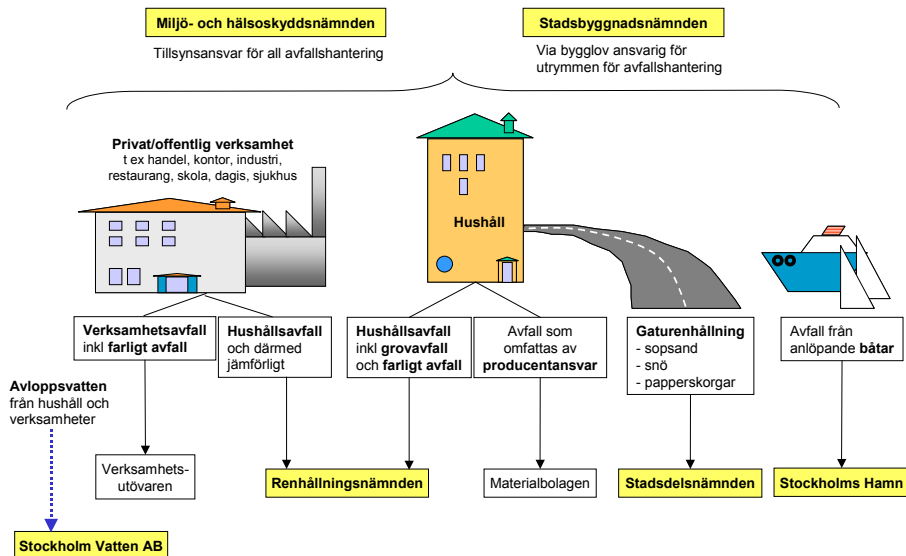 Miljö- och hälsoskyddsnämnden
Tillsynsansvar för all avfallshantering
Stadsbyggnadsnämnden
Via bygglov ansvarig för
utrymmen för avfallshantering
Privat/offentlig verksamhet
t ex handel, kontor, industri,
restaurang, skola, dagis, sjukhus
Hushåll
Verksamhetsavfall
inkl farligt avfall
Hushållsavfall
och därmed
jämförligt
Hushållsavfall
inkl grovavfall
och farligt avfall
Avfall som
omfattas av
producentansvar
Gaturenhållning
- sopsand
- snö
- papperskorgar
Avfall från
anlöpande båtar
Avloppsvatten
från hushåll och
verksamheter
Verksamhets-
utövaren
Renhållningsnämnden
Materialbolagen
Stadsdelsnämnden
Stockholms Hamn
Stockholm Vatten AB